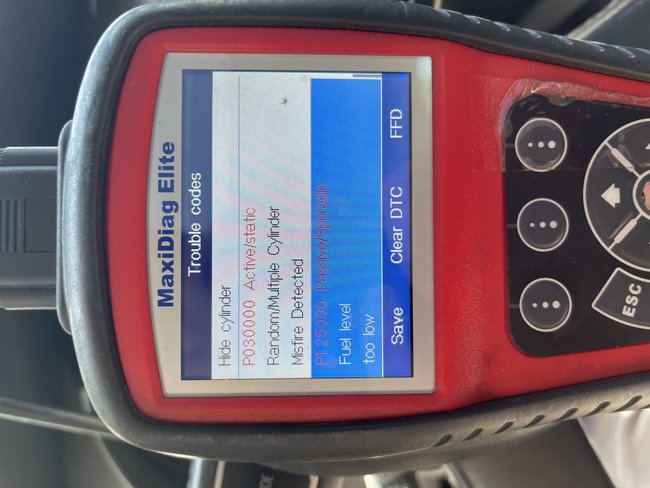 MaxiDiag Elite
Trouble codes
Hide cylinder
P030000 Active/static
Random/Multiple Cylinder
Misfire Detected
P125000 Passive/Sporadic
Fuel level
too low
Save Clear DTC FFD
ESC